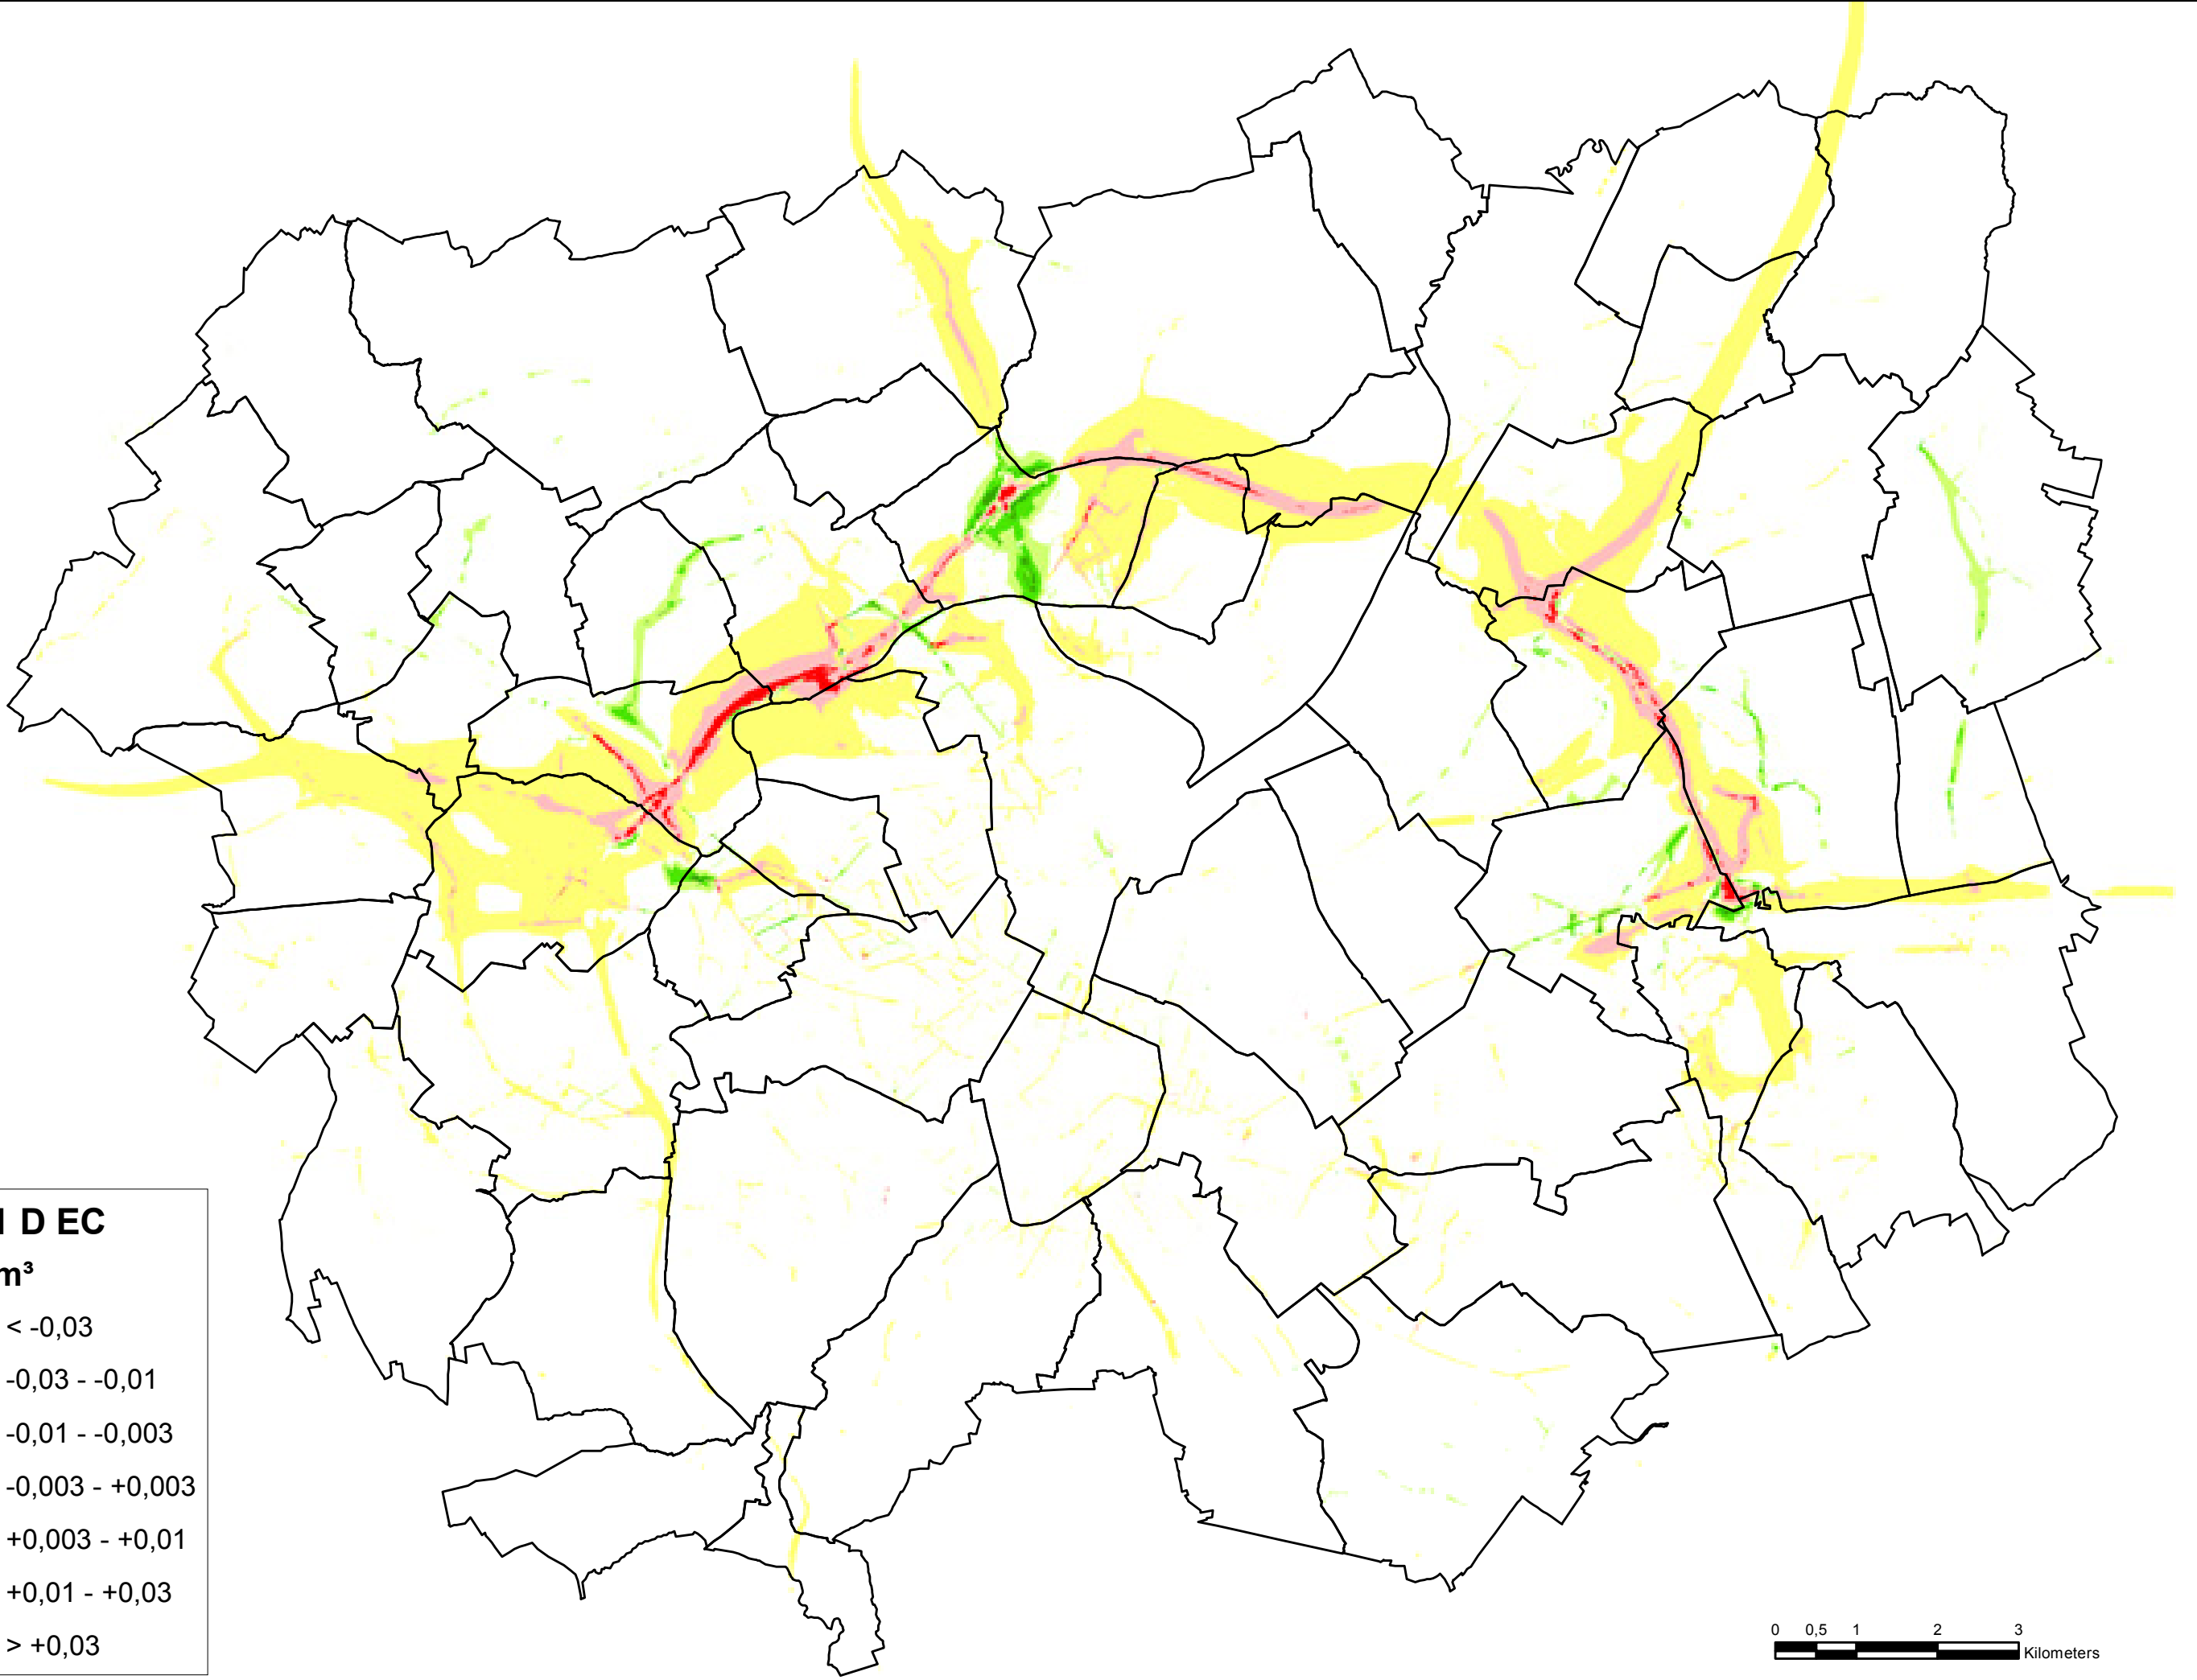 D EC
m³
< -0,03
-0,03 - -0,01
-0,01 - -0,003
-0,003 - +0,003
+0,003 - +0,01
+0,01 - +0,03
> +0,03
0 0,5 1 2 3
Kilometers